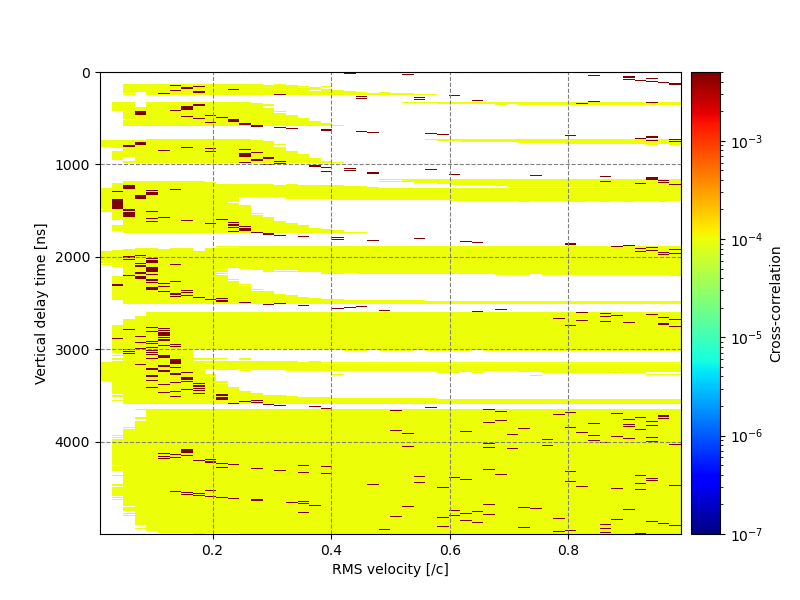 0
1000
2000
3000
4000
0.2 0.4 0.6 0.8
RMS velocity [/c]
Vertical delay time [ns]
10⁻³
10⁻⁴
10⁻⁵
10⁻⁶
10⁻⁷
Cross-correlation